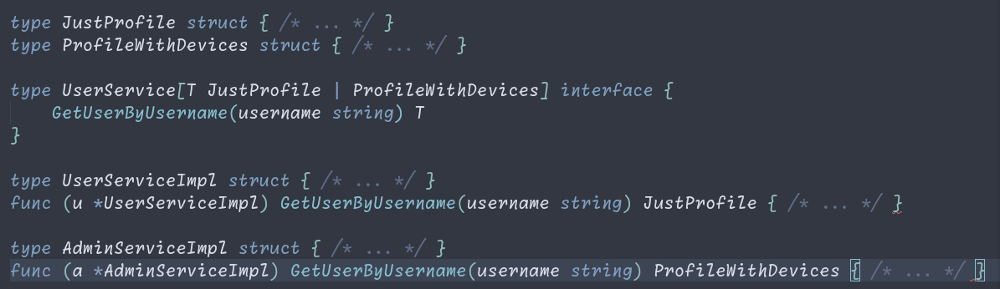 type JustProfile struct { /* ... */ }
type ProfileWithDevices struct { /* ... */ }
type UserService[T JustProfile | ProfileWithDevices] interface {
    GetUserByUsername(username string) T
}
type UserServiceImpl struct { /* ... */ }
func (u *UserServiceImpl) GetUserByUsername(username string) JustProfile { /* ... */ }
type AdminServiceImpl struct { /* ... */ }
func (a *AdminServiceImpl) GetUserByUsername(username string) ProfileWithDevices { /* ... */ }